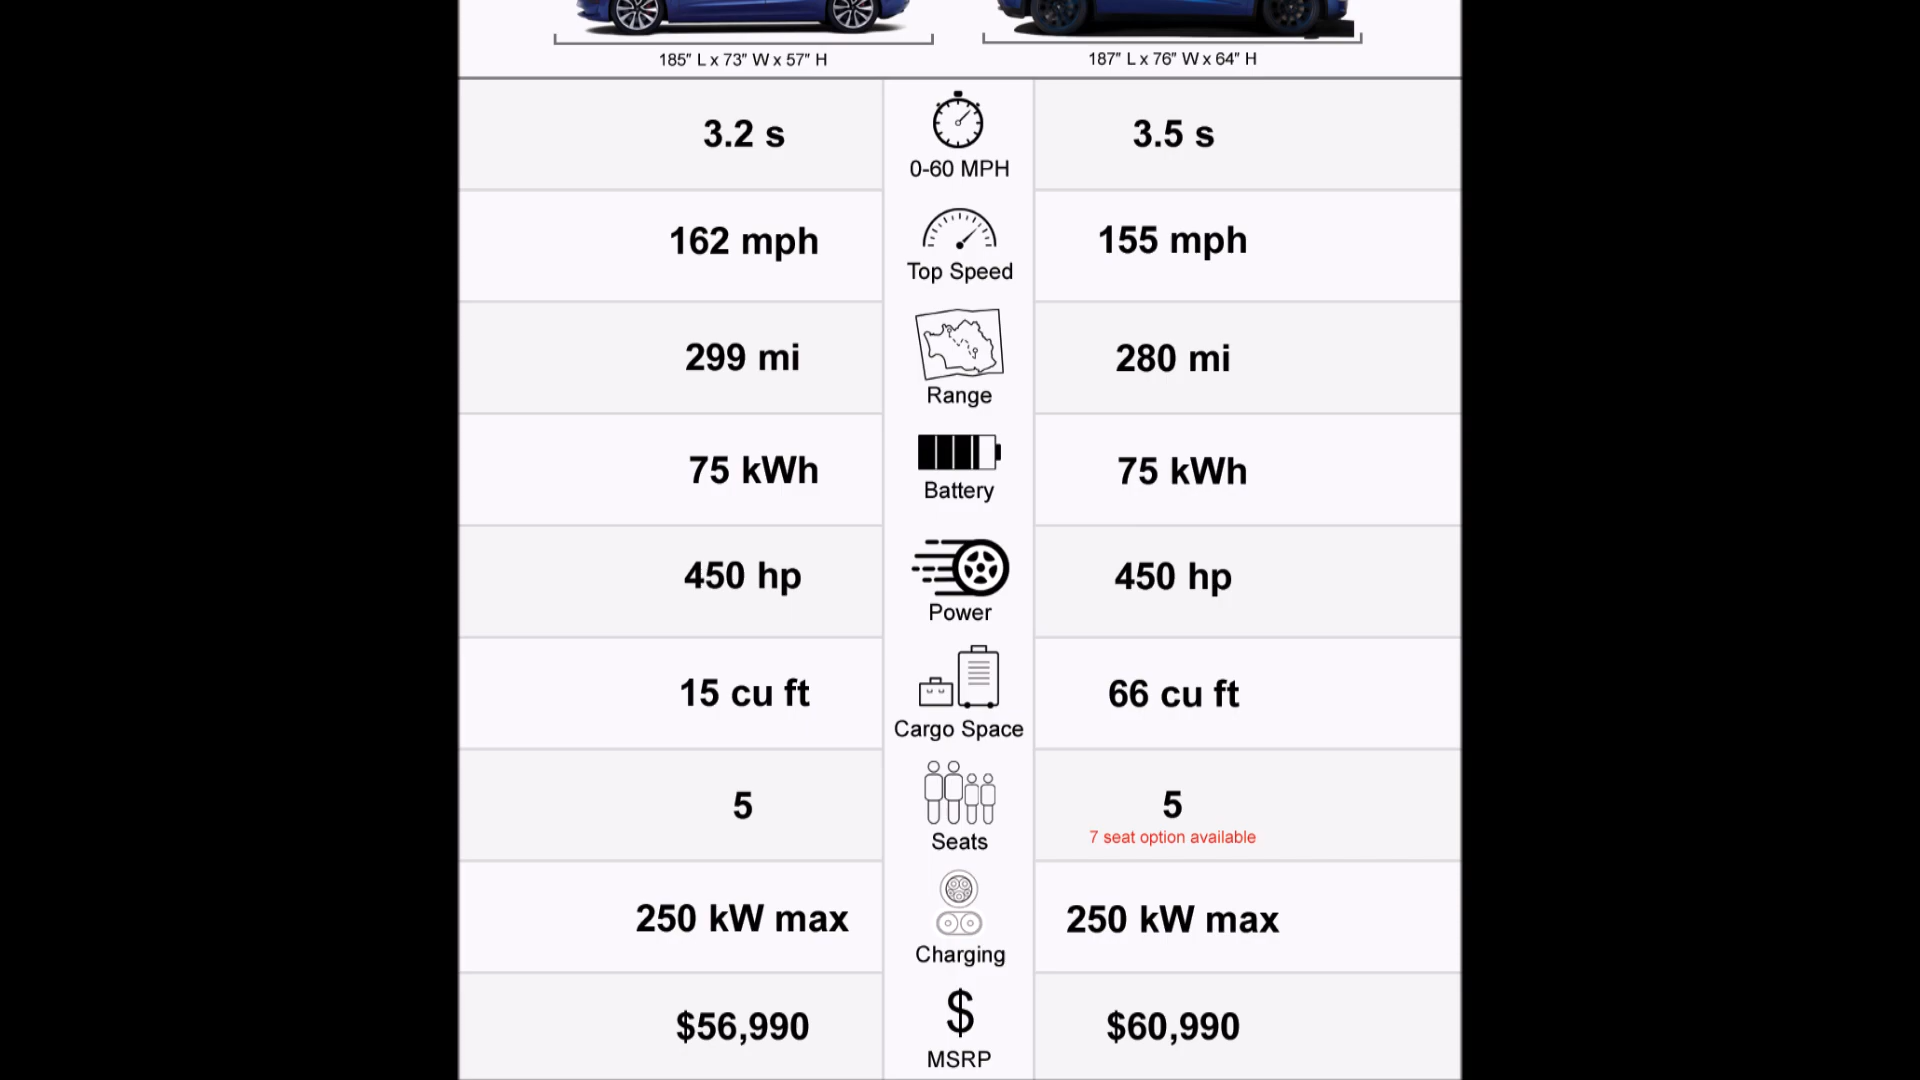 185" L x 73" W x 57" H
187" L x 76" W x 64" H
3.2 s
0-60 MPH
3.5 s
162 mph
Top Speed
155 mph
299 mi
Range
280 mi
75 kWh
Battery
75 kWh
450 hp
Power
450 hp
15 cu ft
Cargo Space
66 cu ft
5
Seats
5
7 seat option available
250 kW max
Charging
250 kW max
$56,990
$
MSRP
$60,990